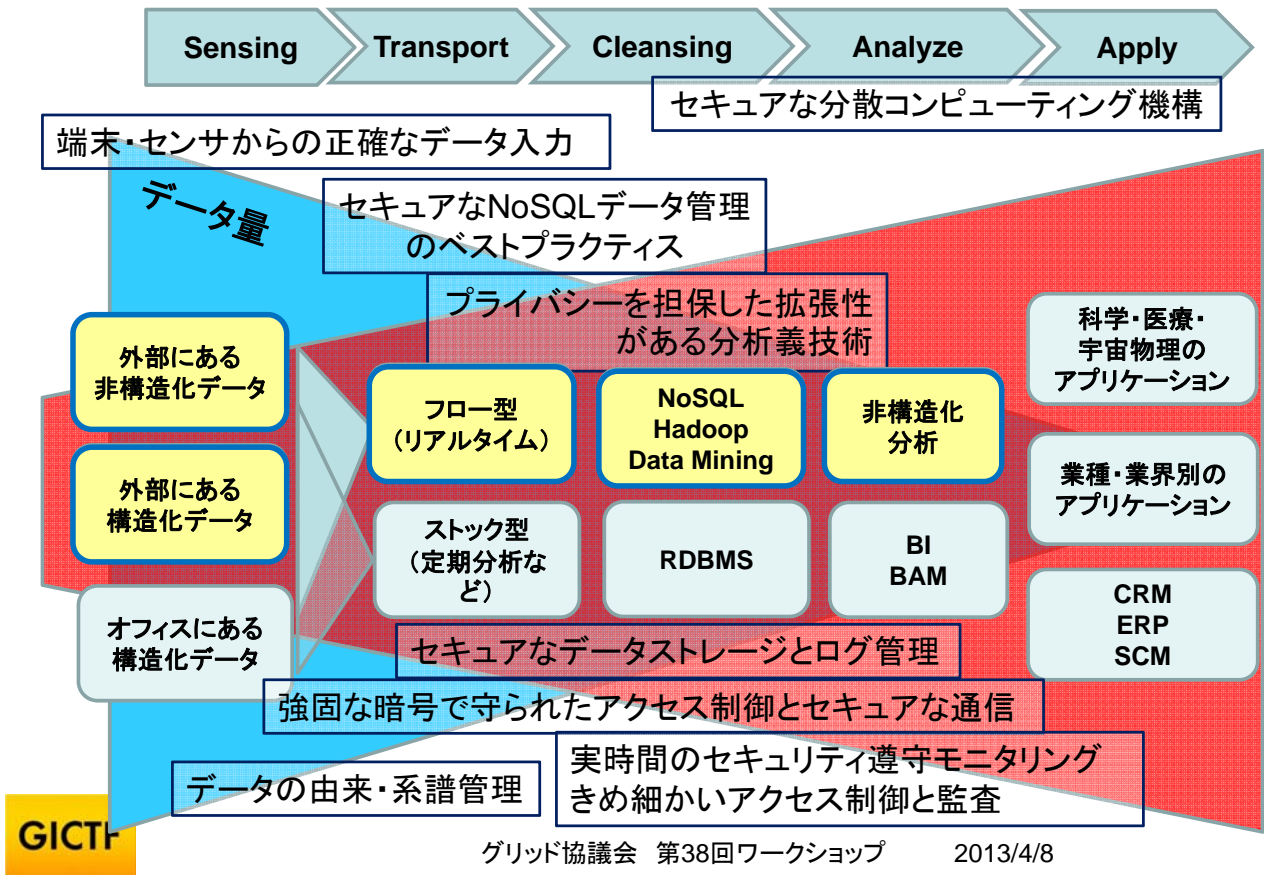 Sensing
Transport
Cleansing
Analyze
Apply
セキュアな分散コンピューティング機構
端末・センサからの正確なデータ入力
データ量
セキュアなNoSQLデータ管理
のベストプラクティス
プライバシーを担保した拡張性
がある分析義技術
外部にある
非構造化データ
外部にある
構造化データ
オフィスにある
構造化データ
フロー型
(リアルタイム)
ストック型
(定期分析な
ど)
NoSQL
Hadoop
Data Mining
RDBMS
非構造化
分析
BI
BAM
科学・医療・
宇宙物理の
アプリケーション
業種・業界別の
アプリケーション
CRM
ERP
SCM
セキュアなデータストレージとログ管理
強固な暗号で守られたアクセス制御とセキュアな通信
データの由来・系譜管理
実時間のセキュリティ遵守モニタリング
きめ細かいアクセス制御と監査
GICTF
グリッド協議会 第38回ワークショップ 2013/4/8